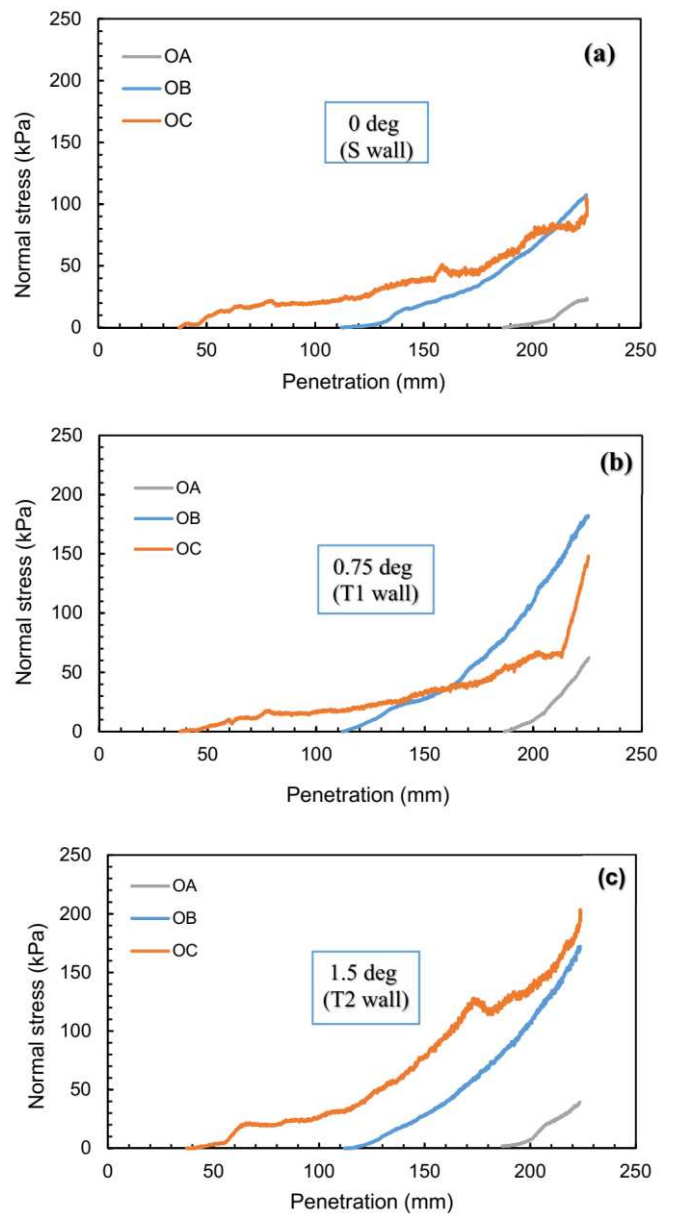 250
(a)
OA
200
OB
OC
0 deg
(S wall)
150
100
50
0
Normal stress (kPa)
0 50 100 150 200 250
Penetration (mm)
250
(b)
OA
200
OB
OC
0.75 deg
(T1 wall)
150
100
50
0
Normal stress (kPa)
0 50 100 150 200 250
Penetration (mm)
250
(c)
OA
200
OB
OC
1.5 deg
(T2 wall)
150
100
50
0
Normal stress (kPa)
0 50 100 150 200 250
Penetration (mm)